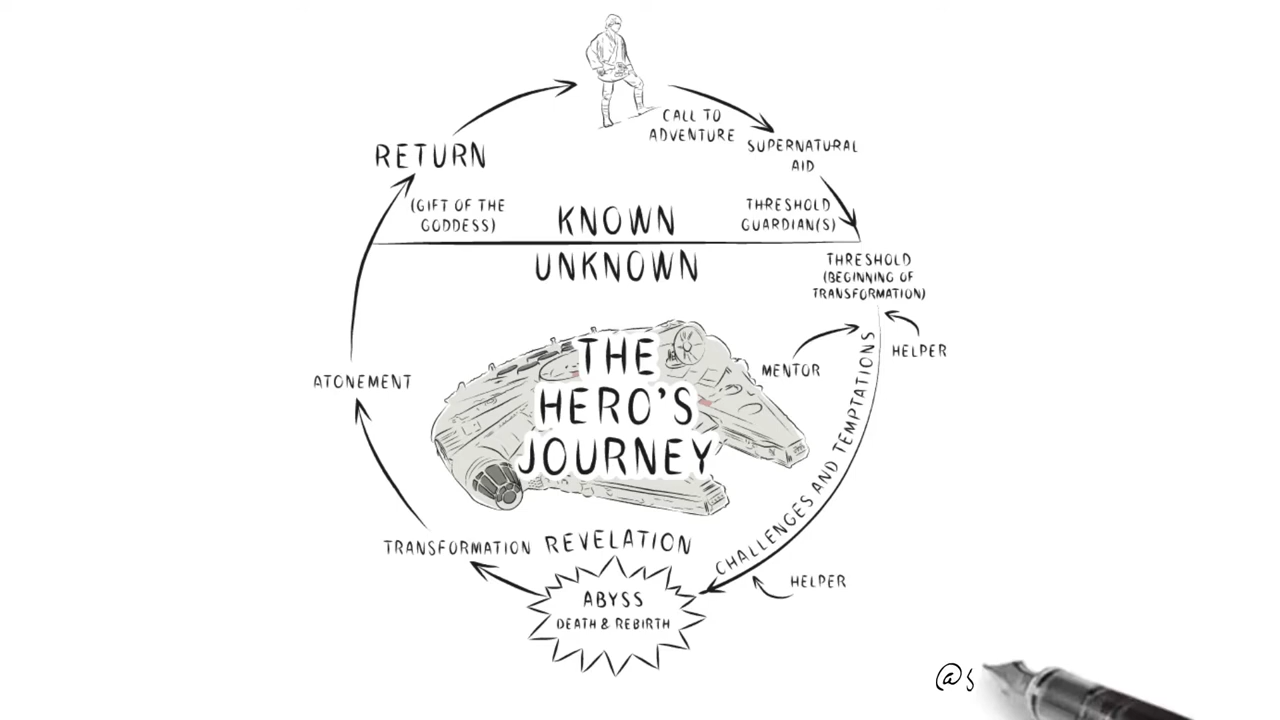 CALL TO
ADVENTURE
SUPERNATURAL
AID
THRESHOLD
GUARDIAN(S)
THRESHOLD
(BEGINNING OF
TRANSFORMATION)
HELPER
MENTOR
CHALLENGES AND TEMPTATIONS
HELPER
ABYSS
DEATH & REBIRTH
REVELATION
TRANSFORMATION
ATONEMENT
RETURN
(GIFT OF THE
GODDESS)
KNOWN
UNKNOWN
THE
HERO'S
JOURNEY
@s